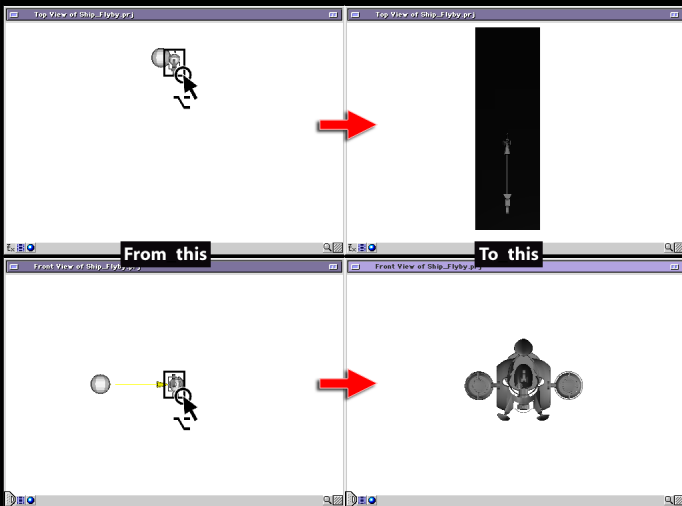 Top View of Ship_Flyby.prj
Top View of Ship_Flyby.prj
From this
To this
Front View of Ship_Flyby.prj
Front View of Ship_Flyby.prj